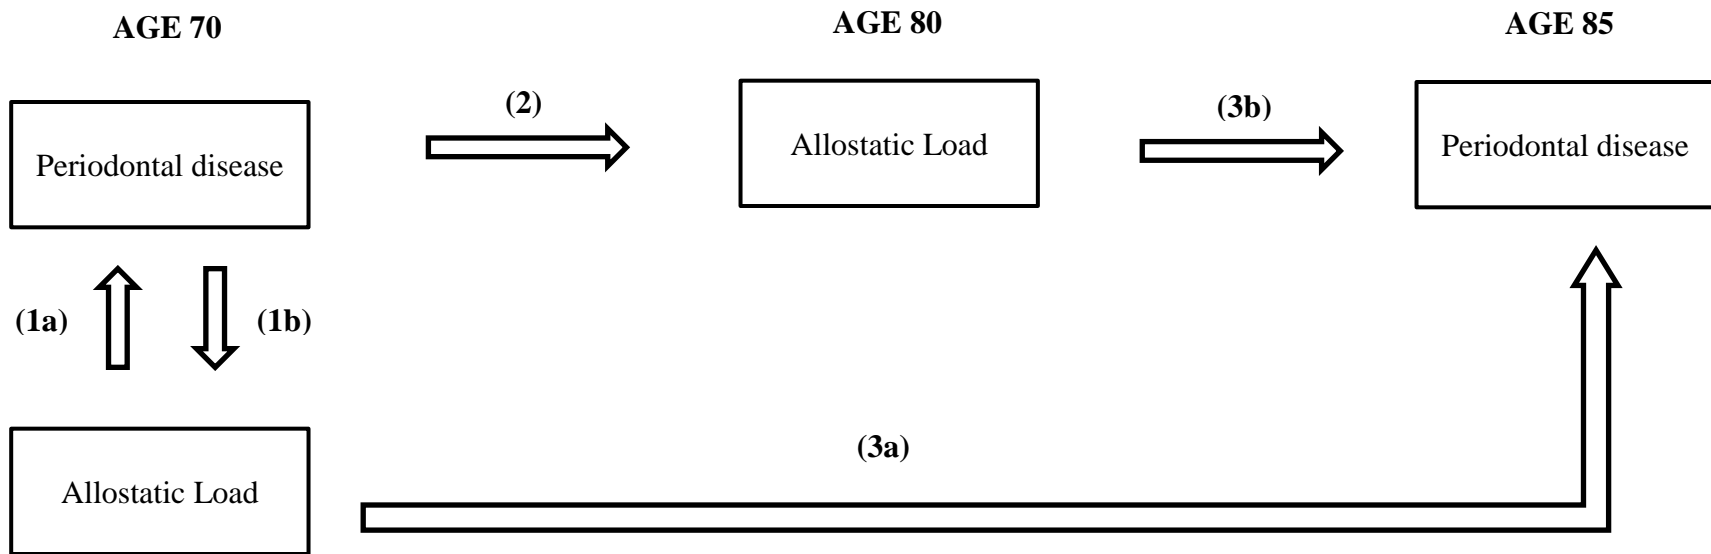 AGE 70
AGE 80
AGE 85
Periodontal disease
(2)
Allostatic Load
(3b)
Periodontal disease
(1a)
(1b)
Allostatic Load
(3a)